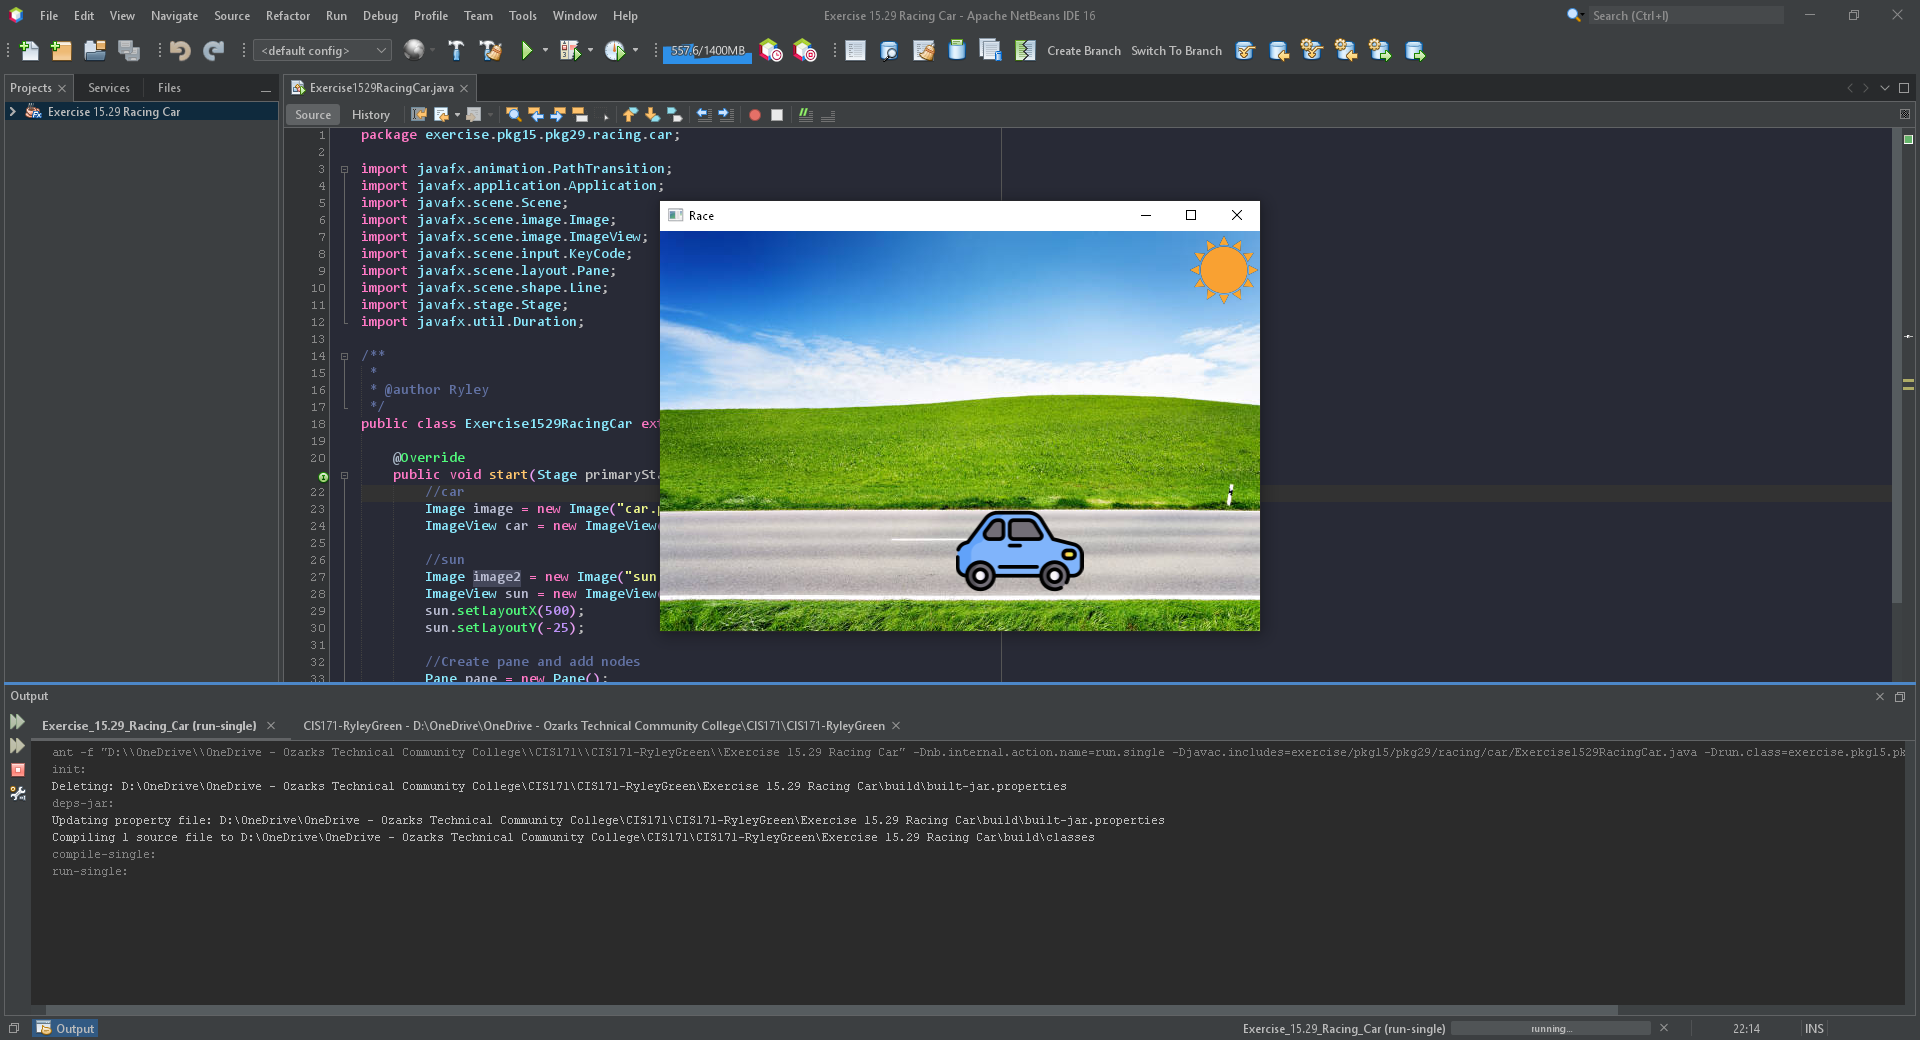 File Edit View Navigate Source Refactor Run Debug Profile Team Tools Window Help
Exercise 15.29 Racing Car - Apache NetBeans IDE 16
Search (Ctrl+I)
<default config>
557.6/1400MB
Create Branch Switch To Branch
Projects Services Files
Exercise1529RacingCar.java
Exercise 15.29 Racing Car
Source History
1 package exercise.pkg15.pkg29.racing.car;
2
3 import javafx.animation.PathTransition;
4 import javafx.application.Application;
5 import javafx.scene.Scene;
6 import javafx.scene.image.Image;
7 import javafx.scene.image.ImageView;
8 import javafx.scene.input.KeyCode;
9 import javafx.scene.layout.Pane;
10 import javafx.scene.shape.Line;
11 import javafx.stage.Stage;
12 import javafx.util.Duration;
13
14 /**
15 *
16 * @author Ryley
17 */
18 public class Exercise1529RacingCar ext
19
20 @Override
public void start(Stage primarySta
22 //car
23 Image image = new Image("car.p
24 ImageView car = new ImageView(
25
26 //sun
27 Image image2 = new Image("sun
28 ImageView sun = new ImageView(
29 sun.setLayoutX(500);
30 sun.setLayoutY(-25);
31
32 //Create pane and add nodes
33 Pane pane = new Pane();
Race
Output
Exercise_15.29_Racing_Car (run-single)
CIS171-RyleyGreen - D:\OneDrive\OneDrive - Ozarks Technical Community College\CIS171\CIS171-RyleyGreen
ant -f "D:\\OneDrive\\OneDrive - Ozarks Technical Community College\\CIS171\\CIS171-RyleyGreen\\Exercise 15.29 Racing Car" -Dnb.internal.action.name=run.single -Djavac.includes=exercise/pkg15/pkg29/racing/car/Exercise1529RacingCar.java -Drun.class=exercise.pkg15.pk
init:
Deleting: D:\OneDrive\OneDrive - Ozarks Technical Community College\CIS171\CIS171-RyleyGreen\Exercise 15.29 Racing Car\build\built-jar.properties
deps-jar:
Updating property file: D:\OneDrive\OneDrive - Ozarks Technical Community College\CIS171\CIS171-RyleyGreen\Exercise 15.29 Racing Car\build\built-jar.properties
Compiling 1 source file to D:\OneDrive\OneDrive - Ozarks Technical Community College\CIS171\CIS171-RyleyGreen\Exercise 15.29 Racing Car\build\classes
compile-single:
run-single:
Output
Exercise_15.29_Racing_Car (run-single)
running...
22:14
INS